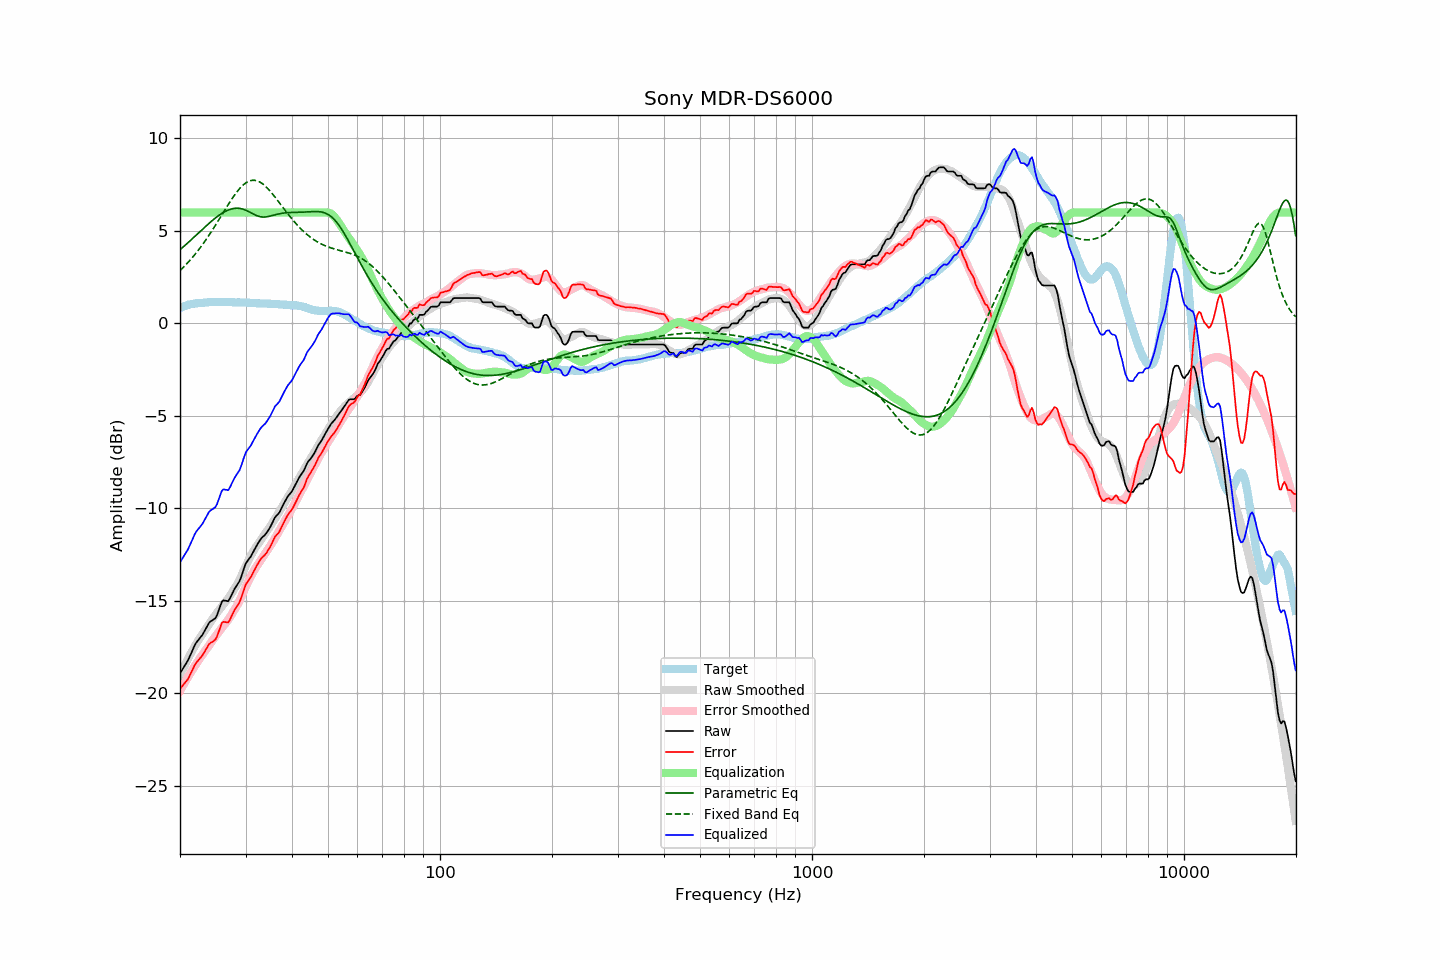 Sony MDR-DS6000
10
5
0
−5
−10
−15
−20
−25
Amplitude (dBr)
100
1000
10000
Frequency (Hz)
Target
Raw Smoothed
Error Smoothed
Raw
Error
Equalization
Parametric Eq
Fixed Band Eq
Equalized